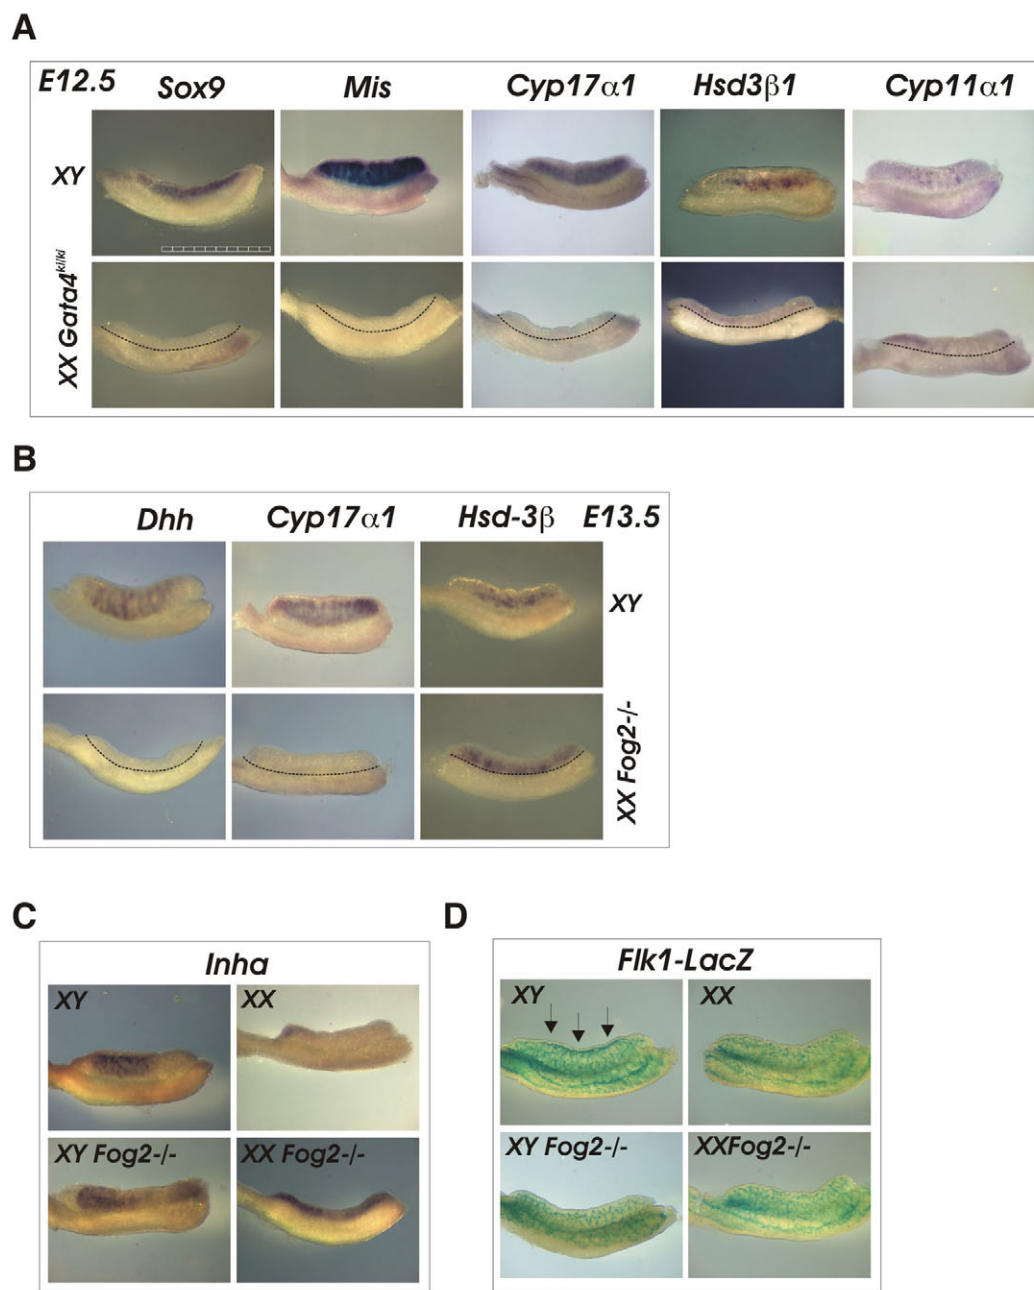 A
E12.5 Sox9 Mis Cyp17α1 Hsd3β1 Cyp11α1
XY
XX Gata4ki/ki
B
Dhh Cyp17α1 Hsd-3β E13.5
XY
XX Fog2-/-
C
Inha
XY XX
XY Fog2-/- XX Fog2-/-
D
Flk1-LacZ
XY XX
XY Fog2-/- XXFog2-/-